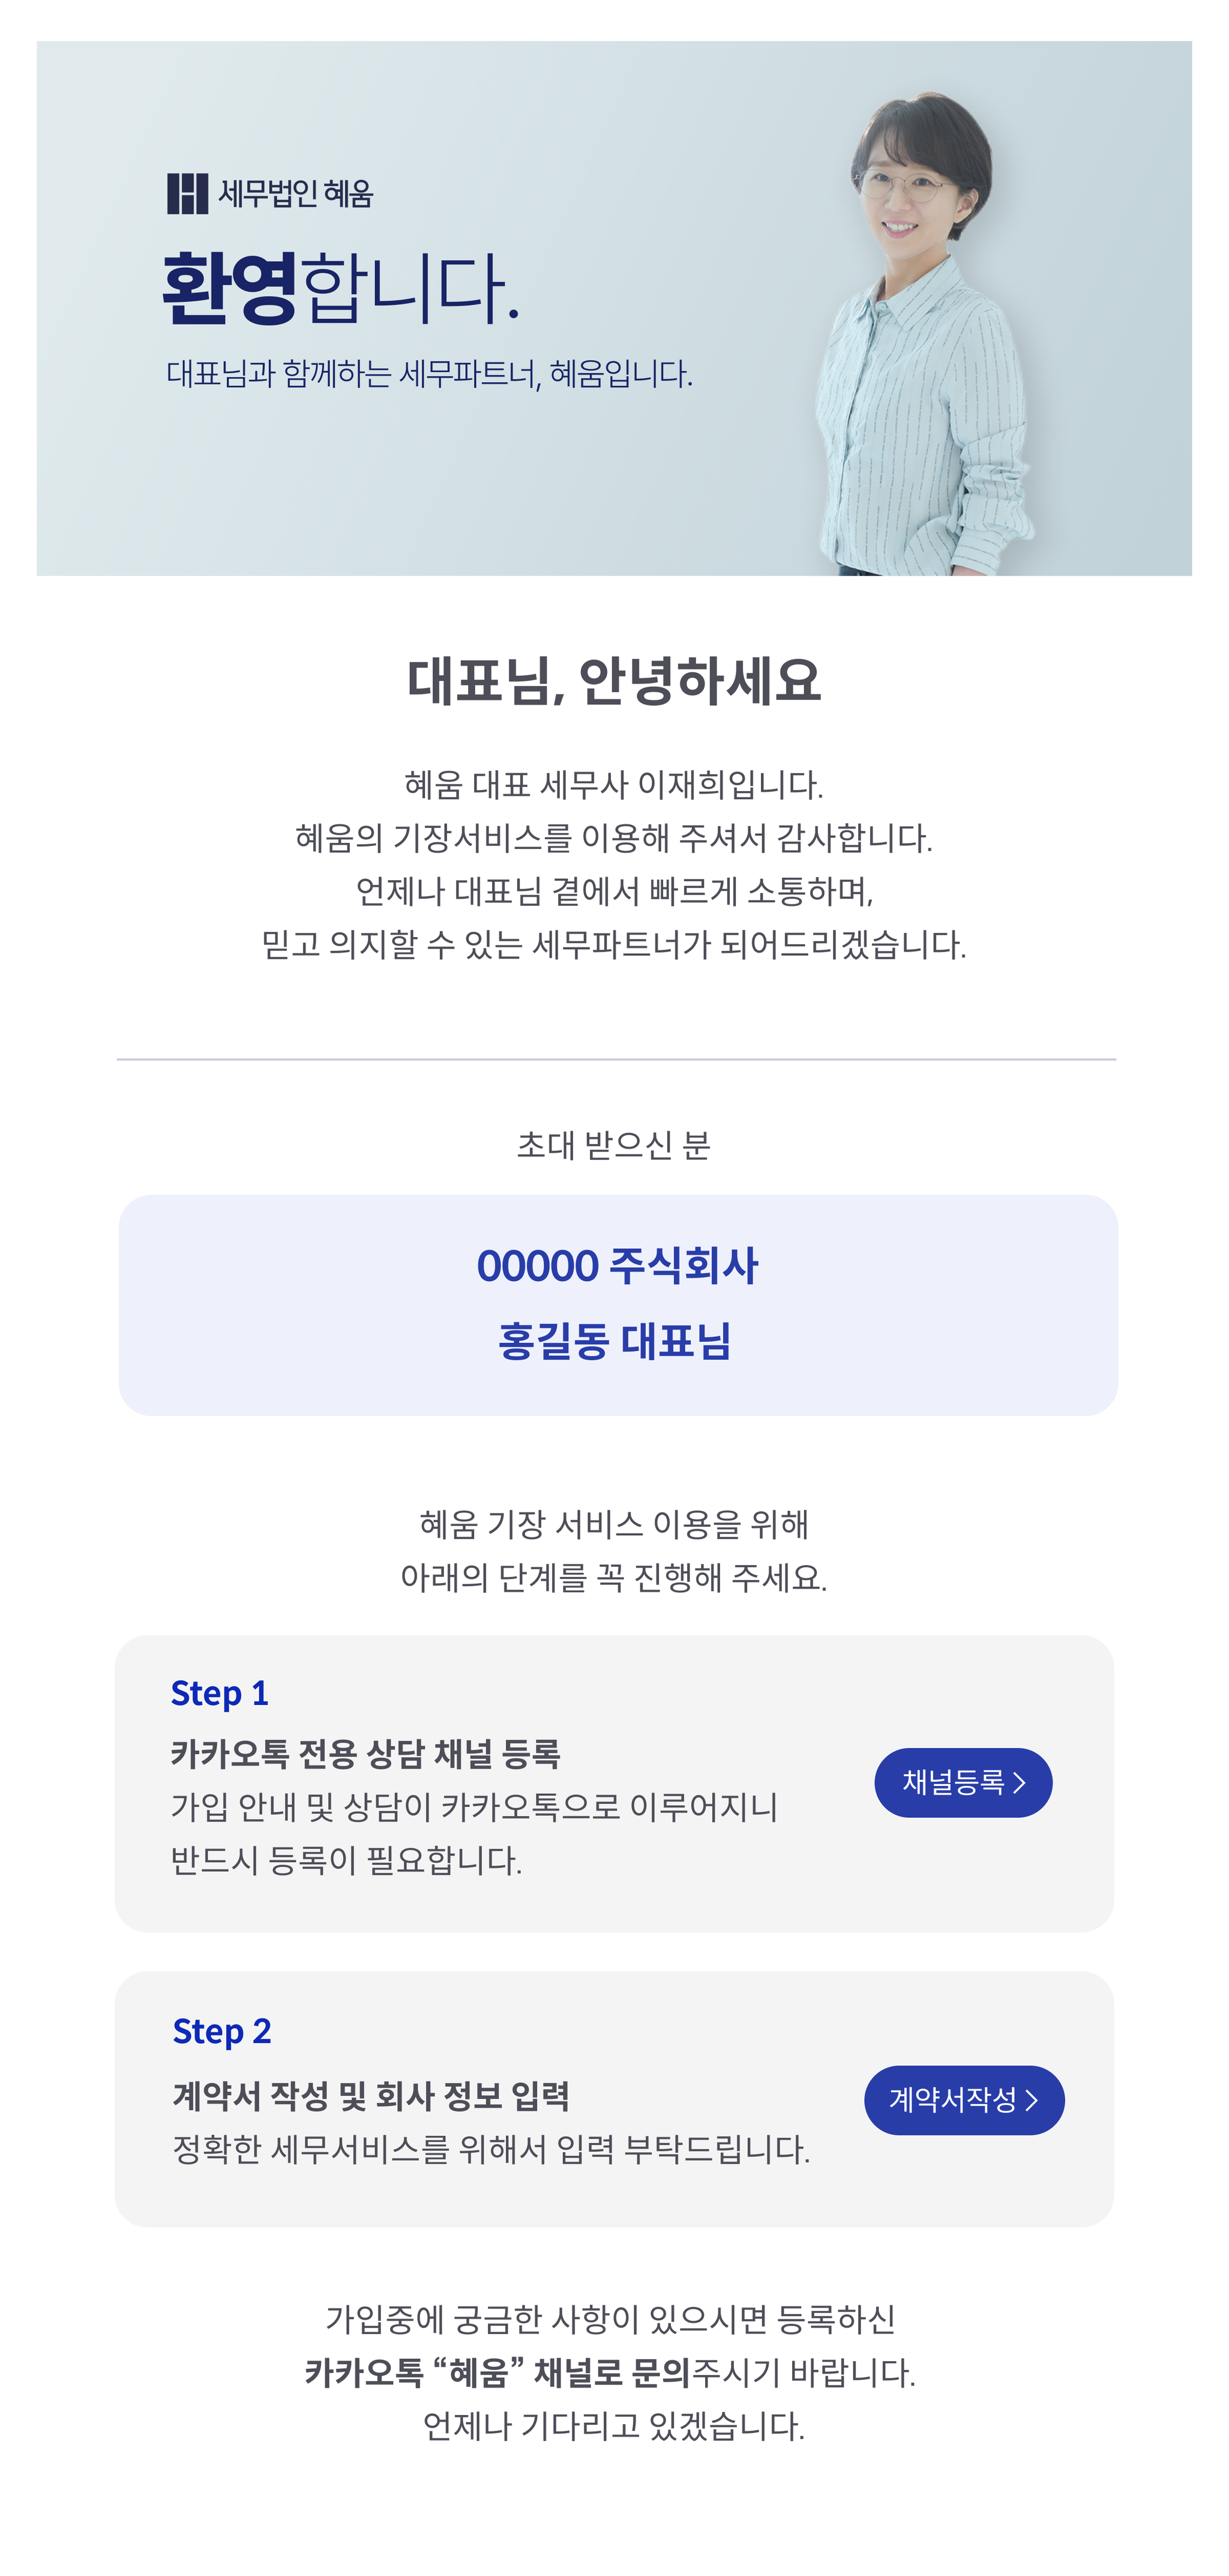 세무법인 혜움
환영합니다.
대표님과 함께하는 세무파트너, 혜움입니다.
대표님, 안녕하세요
혜움 대표 세무사 이재희입니다.
혜움의 기장서비스를 이용해 주셔서 감사합니다.
언제나 대표님 곁에서 빠르게 소통하며,
믿고 의지할 수 있는 세무파트너가 되어드리겠습니다.
초대 받으신 분
00000 주식회사
홍길동 대표님
혜움 기장 서비스 이용을 위해
아래의 단계를 꼭 진행해 주세요.
Step 1
카카오톡 전용 상담 채널 등록
가입 안내 및 상담이 카카오톡으로 이루어지니
반드시 등록이 필요합니다.
채널등록 >
Step 2
계약서 작성 및 회사 정보 입력
정확한 세무서비스를 위해서 입력 부탁드립니다.
계약서작성 >
가입중에 궁금한 사항이 있으시면 등록하신
카카오톡 “혜움” 채널로 문의주시기 바랍니다.
언제나 기다리고 있겠습니다.